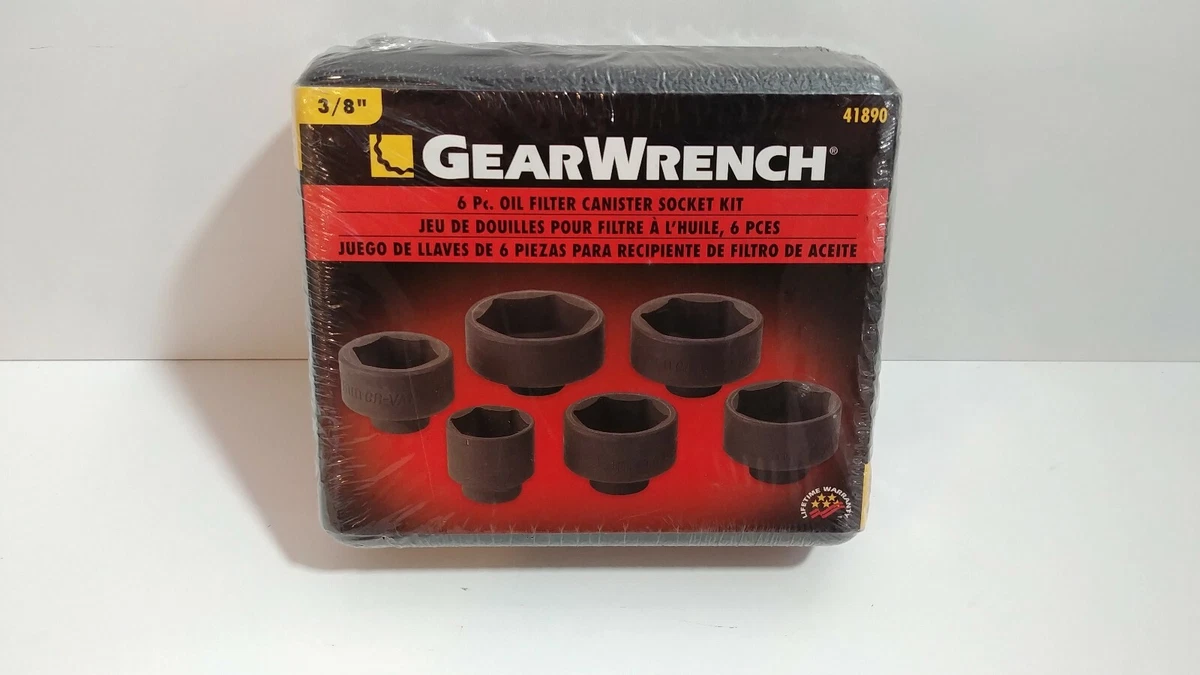 3/8"
41890
GEARWRENCH®
6 Pc. OIL FILTER CANISTER SOCKET KIT
JEU DE DOUILLES POUR FILTRE À L'HUILE, 6 PCES
JUEGO DE LLAVES DE 6 PIEZAS PARA RECIPIENTE DE FILTRO DE ACEITE
LIFETIME WARRANTY